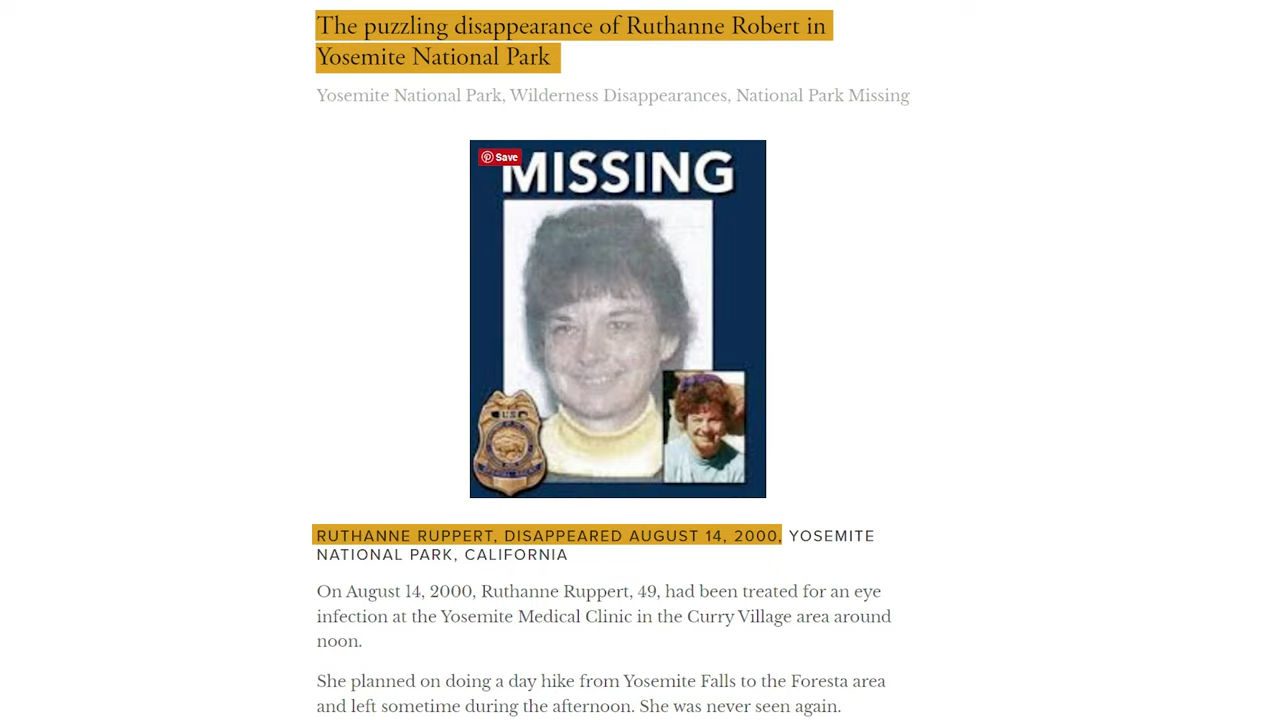 The puzzling disappearance of Ruthanne Robert in
Yosemite National Park
Yosemite National Park, Wilderness Disappearances, National Park Missing
Save
MISSING
U.S.
RUTHANNE RUPPERT, DISAPPEARED AUGUST 14, 2000, YOSEMITE
NATIONAL PARK, CALIFORNIA
On August 14, 2000, Ruthanne Ruppert, 49, had been treated for an eye
infection at the Yosemite Medical Clinic in the Curry Village area around
noon.
She planned on doing a day hike from Yosemite Falls to the Foresta area
and left sometime during the afternoon. She was never seen again.